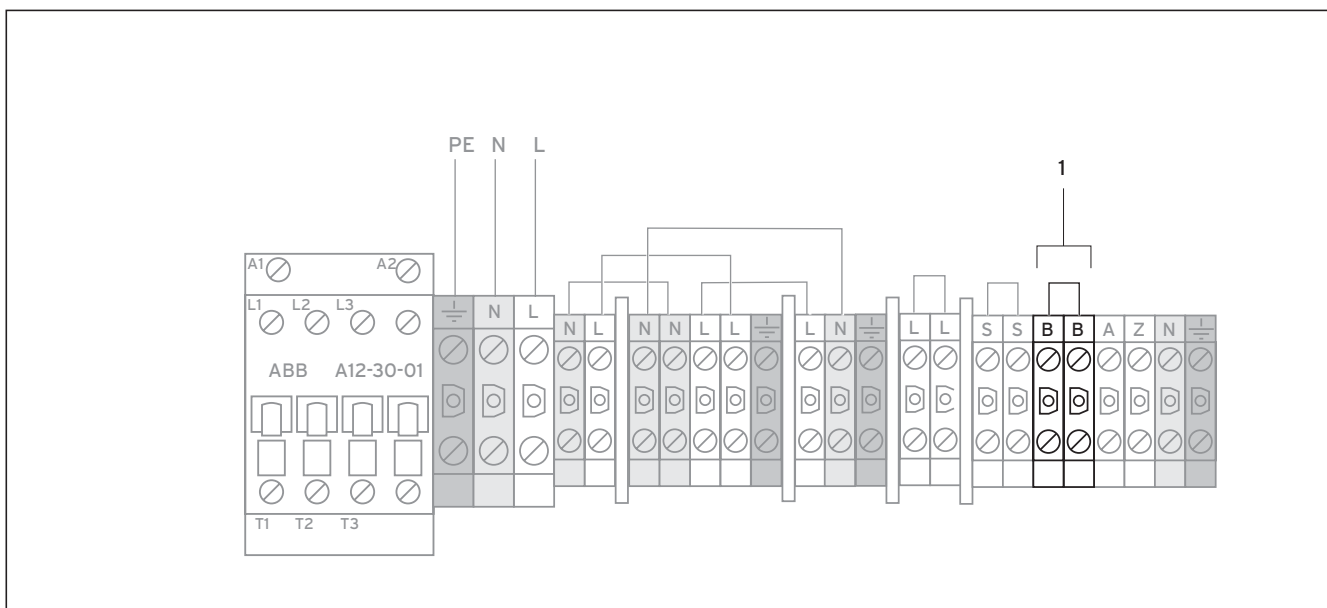 PE N L
1
A1 A2
L1 L2 L3
N L
N L N N L L L N L L S S B B A Z N
ABB A12-30-01
T1 T2 T3